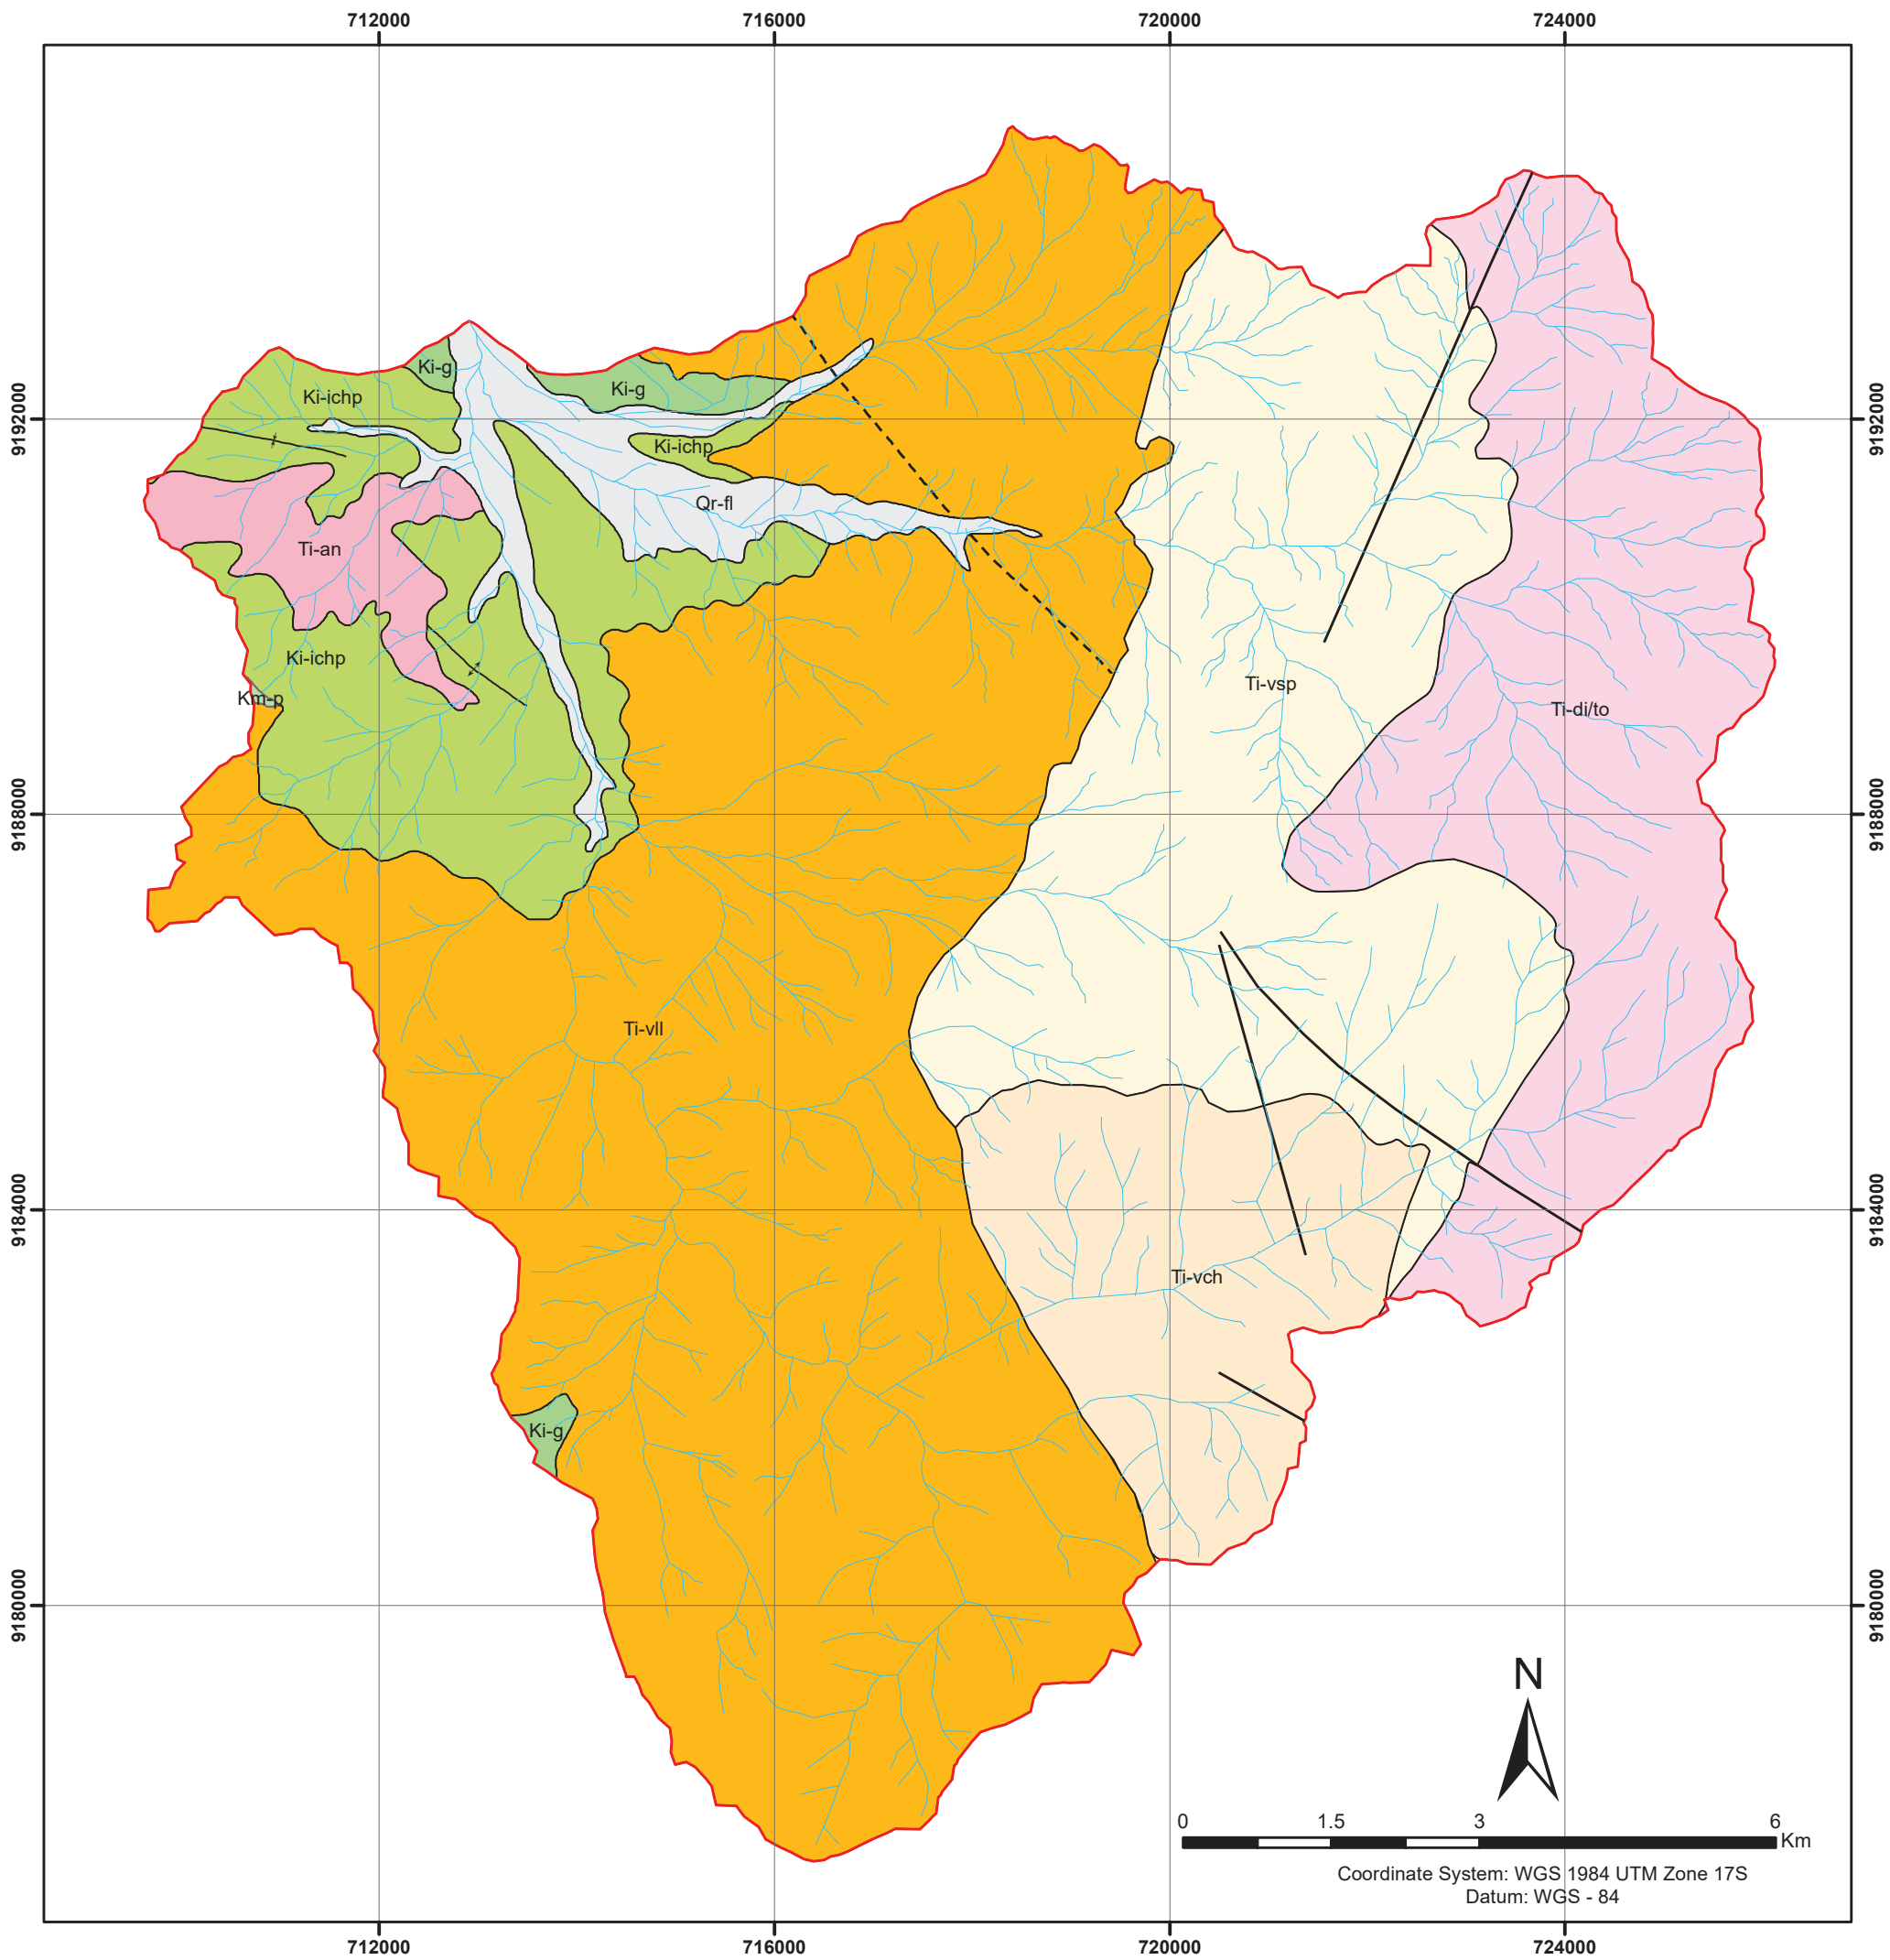 712000 716000 720000 724000
9192000 9192000
Ki-g
Ki-g
Ki-ichp
Ki-ichp
Qr-fl
Ti-an
Ki-ichp
Km-p
Ti-vsp
Ti-di/to
9188000 9188000
Ti-vll
9184000 9184000
Ti-vch
Ki-g
9180000 9180000
N
0 1.5 3 6
Km
Coordinate System: WGS 1984 UTM Zone 17S
Datum: WGS - 84
712000 716000 720000 724000